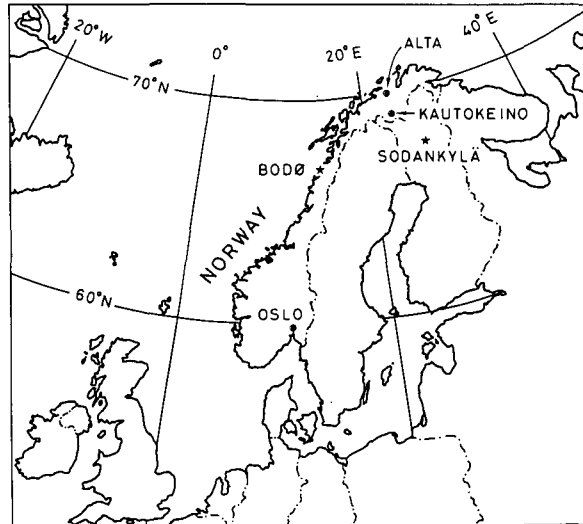 20°W
0°
20°E
ALTA
40°E
70°N
KAUTOKEINO
SODANKYLÄ
BODØ
NORWAY
60°N
OSLO